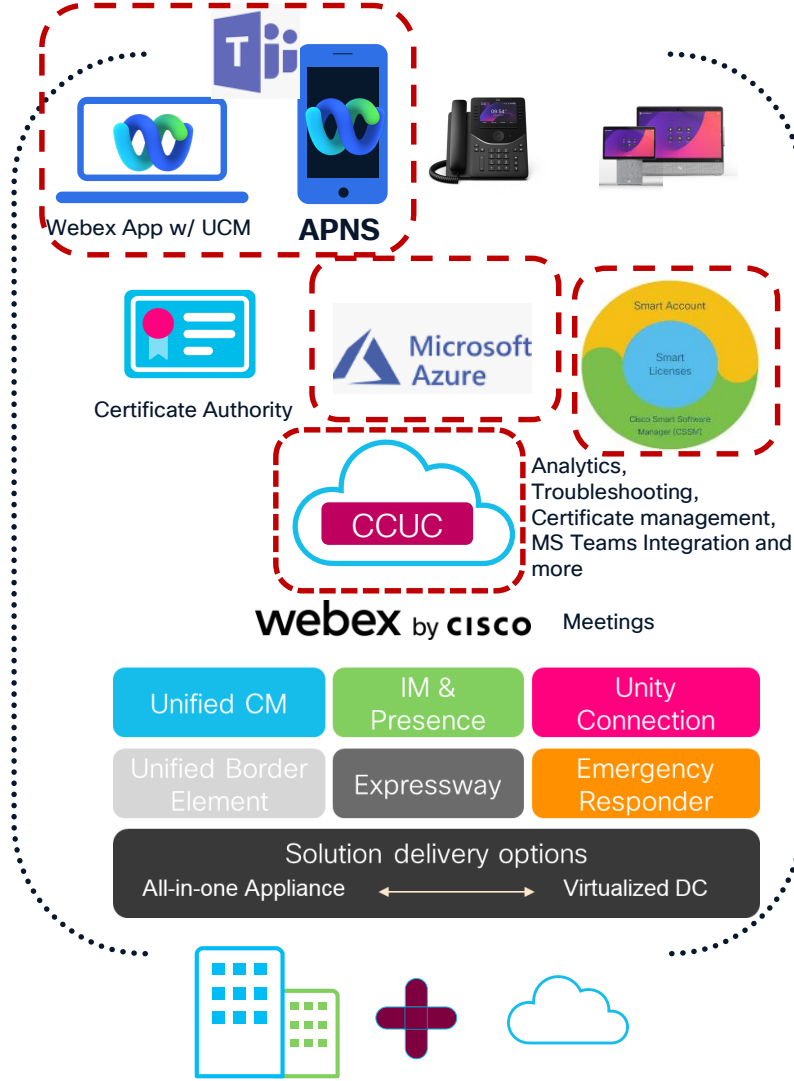 T
Webex App w/ UCM
APNS
09:54
Certificate Authority
Microsoft
Azure
Smart Account
Smart
Licenses
Cisco Smart Software
Manager (CSSM)
CCUC
Analytics,
Troubleshooting,
Certificate management,
MS Teams Integration and
more
webex by CISCO
Meetings
Unified CM
IM &
Presence
Unity
Connection
Unified Border
Element
Expressway
Emergency
Responder
Solution delivery options
All-in-one Appliance
Virtualized DC